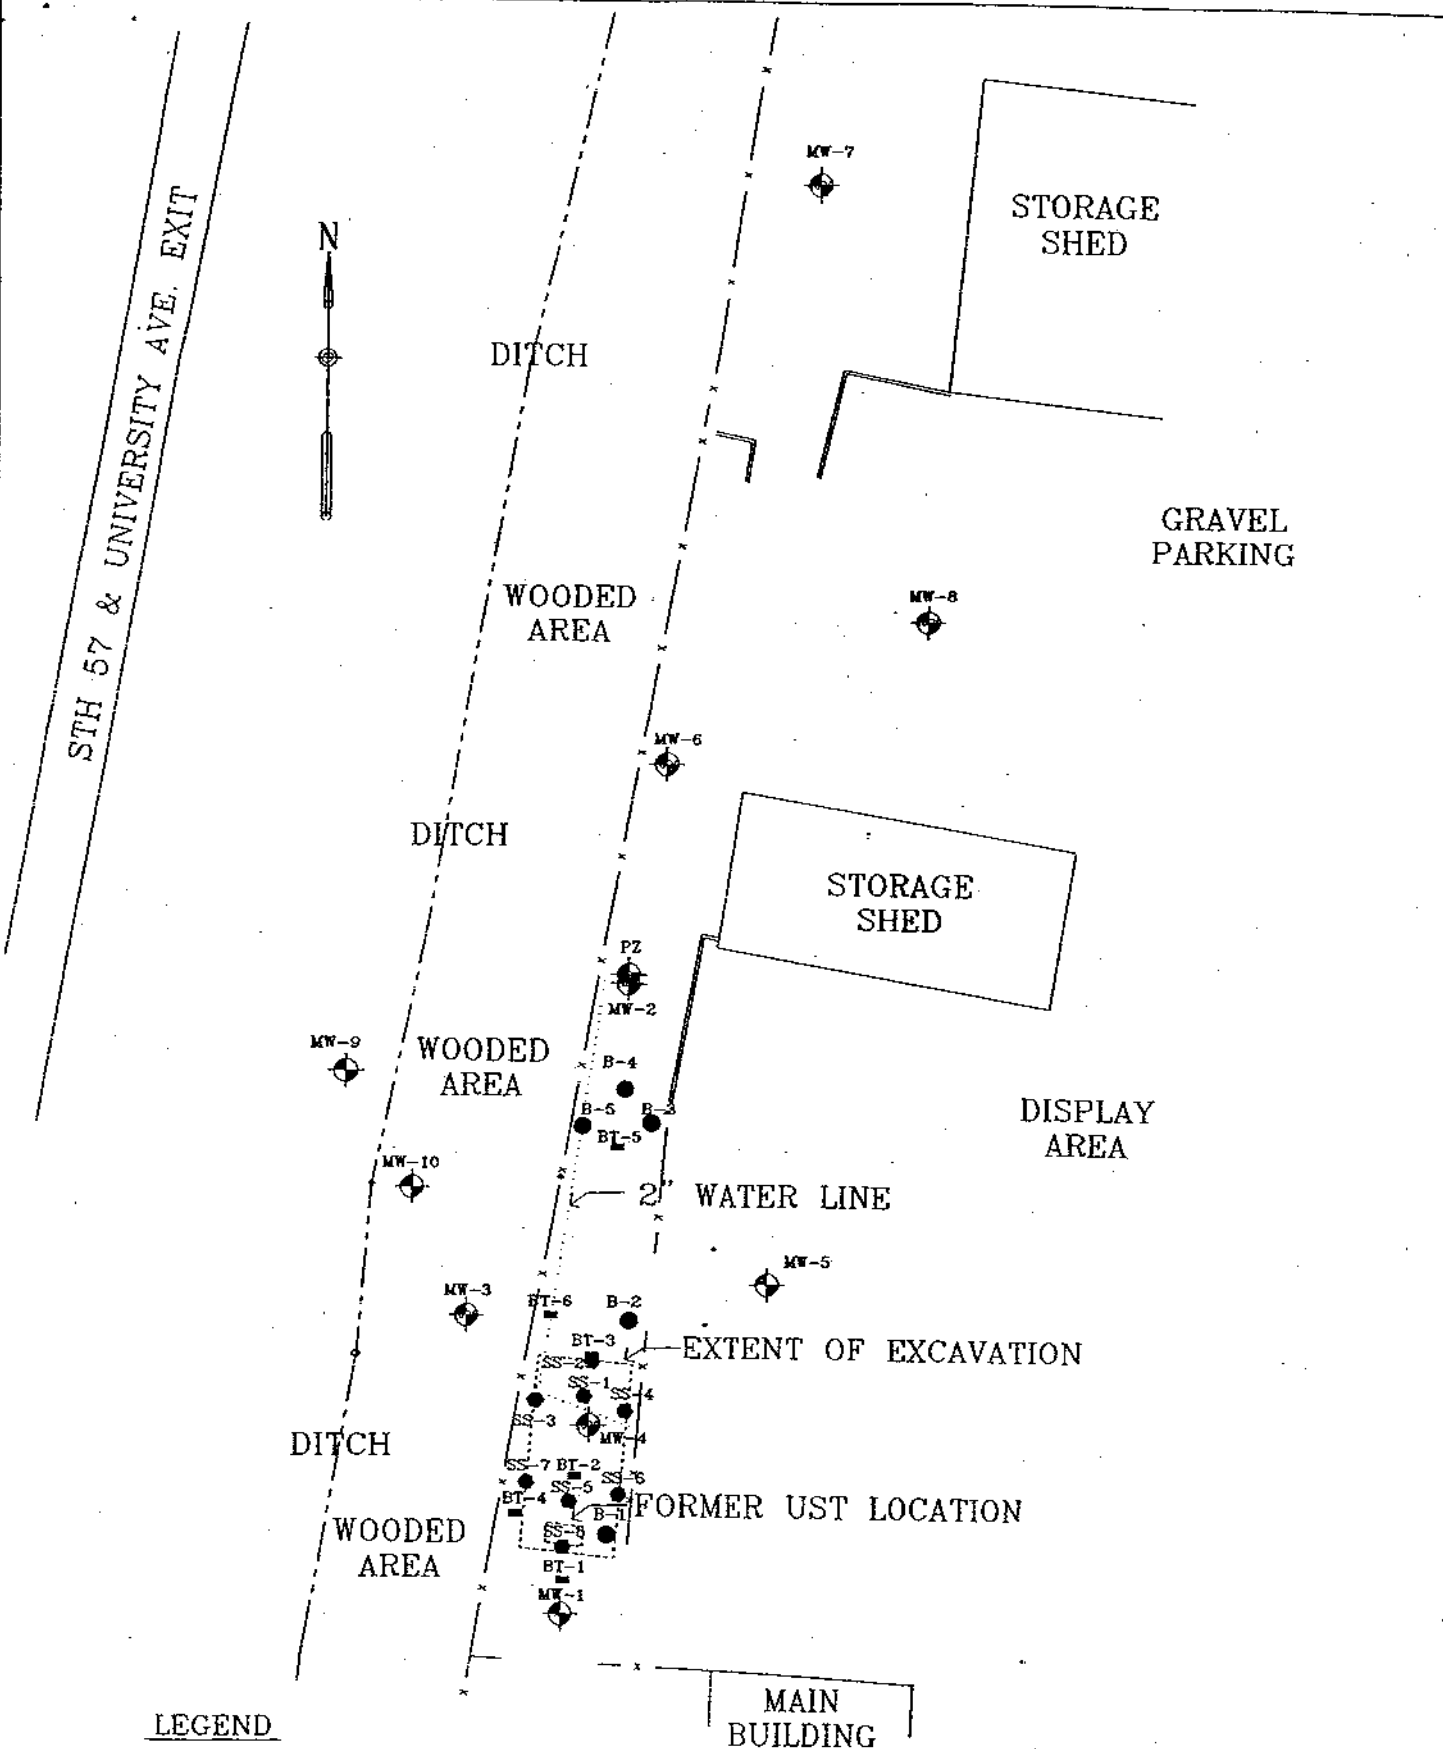 MW-7
STORAGE
SHED
STH 57 & UNIVERSITY AVE. EXIT
N
DITCH
GRAVEL
PARKING
WOODED
AREA
MW-8
MW-6
DITCH
STORAGE
SHED
PZ
MW-2
MW-9
WOODED
AREA
B-4
B-5
B-3
BT-5
DISPLAY
AREA
MW-10
2" WATER LINE
MW-5
MW-3
BT-6
B-2
BT-3
EXTENT OF EXCAVATION
SS-2
SS-1
SS-4
SS-3
MW-4
DITCH
SS-7
BT-2
SS-6
SS-5
BT-4
FORMER UST LOCATION
B-1
WOODED
AREA
SS-8
BT-1
MW-1
MAIN
BUILDING
LEGEND